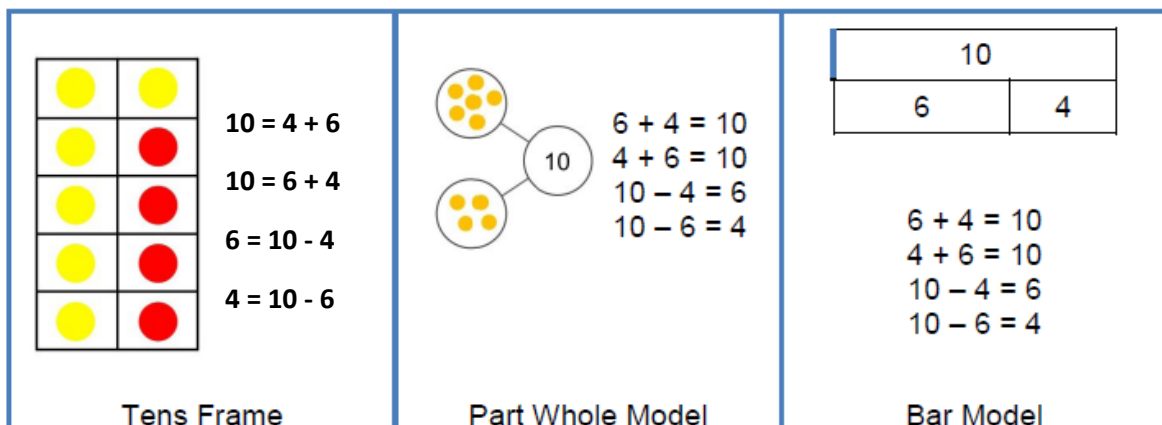 10 = 4 + 6
10 = 6 + 4
6 = 10 - 4
4 = 10 - 6
Tens Frame
10
6 + 4 = 10
4 + 6 = 10
10 – 4 = 6
10 – 6 = 4
Part Whole Model
10
6 4
6 + 4 = 10
4 + 6 = 10
10 – 4 = 6
10 – 6 = 4
Bar Model